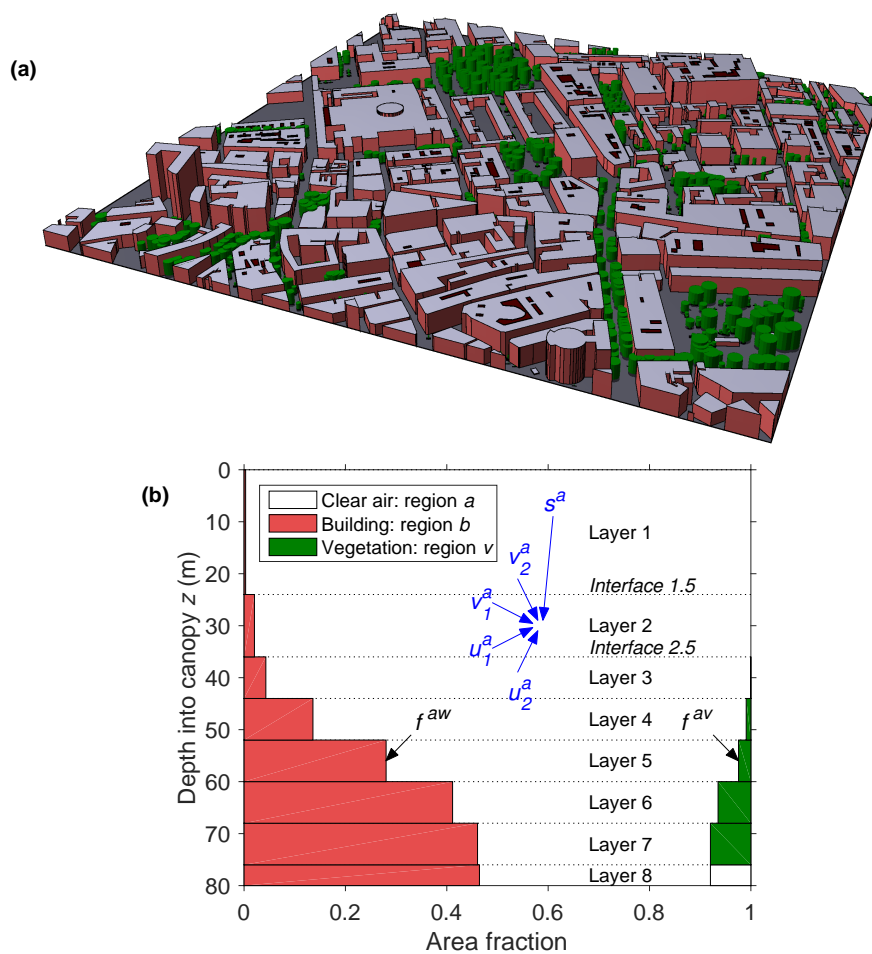 (a)
(b)
0
10
20
30
40
50
60
70
80
Depth into canopy z (m)
Clear air: region a
Building: region b
Vegetation: region v
s^a
v_2^a
v_1^a
u_1^a
u_2^a
Layer 1
Interface 1.5
Layer 2
Interface 2.5
Layer 3
Layer 4
f^{aw}
f^{av}
Layer 5
Layer 6
Layer 7
Layer 8
0 0.2 0.4 0.6 0.8 1
Area fraction